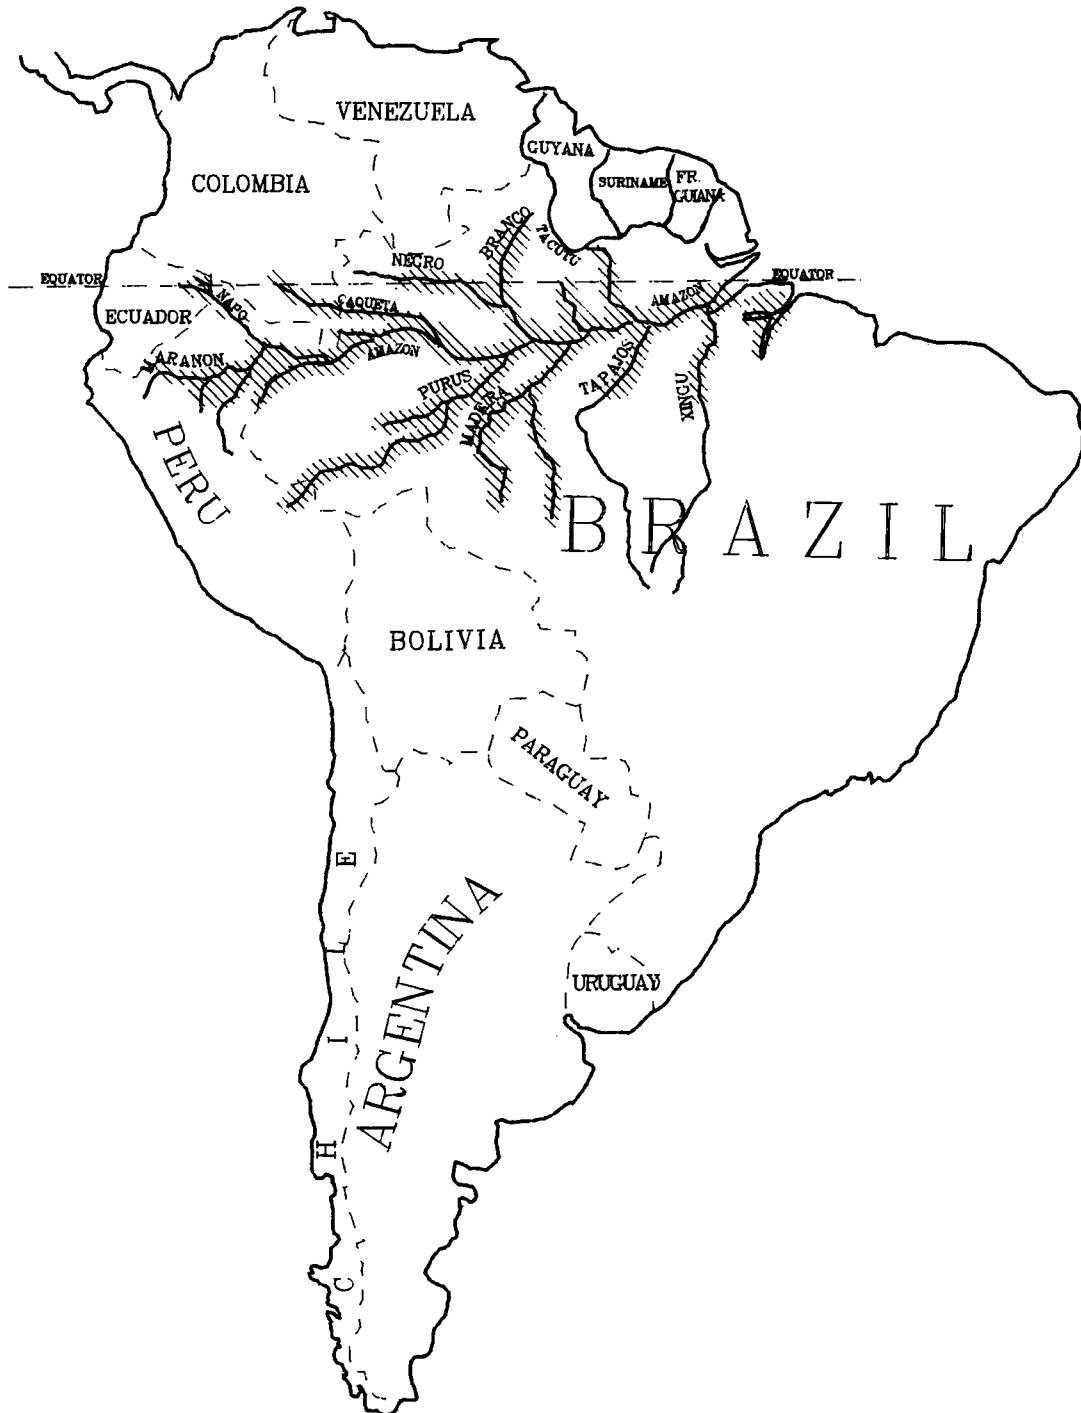 VENEZUELA
GUYANA
COLOMBIA
SURINAME
FR.
GUIANA
BRANCO
TACUTU
NEGRO
EQUATOR
EQUATOR
NAPO
CAQUETA
AMAZON
ECUADOR
MARANON
AMAZON
PURUS
MADEIRA
TAPAJOS
XINGU
PERU
BRAZIL
BOLIVIA
PARAGUAY
CHILE
ARGENTINA
URUGUAY